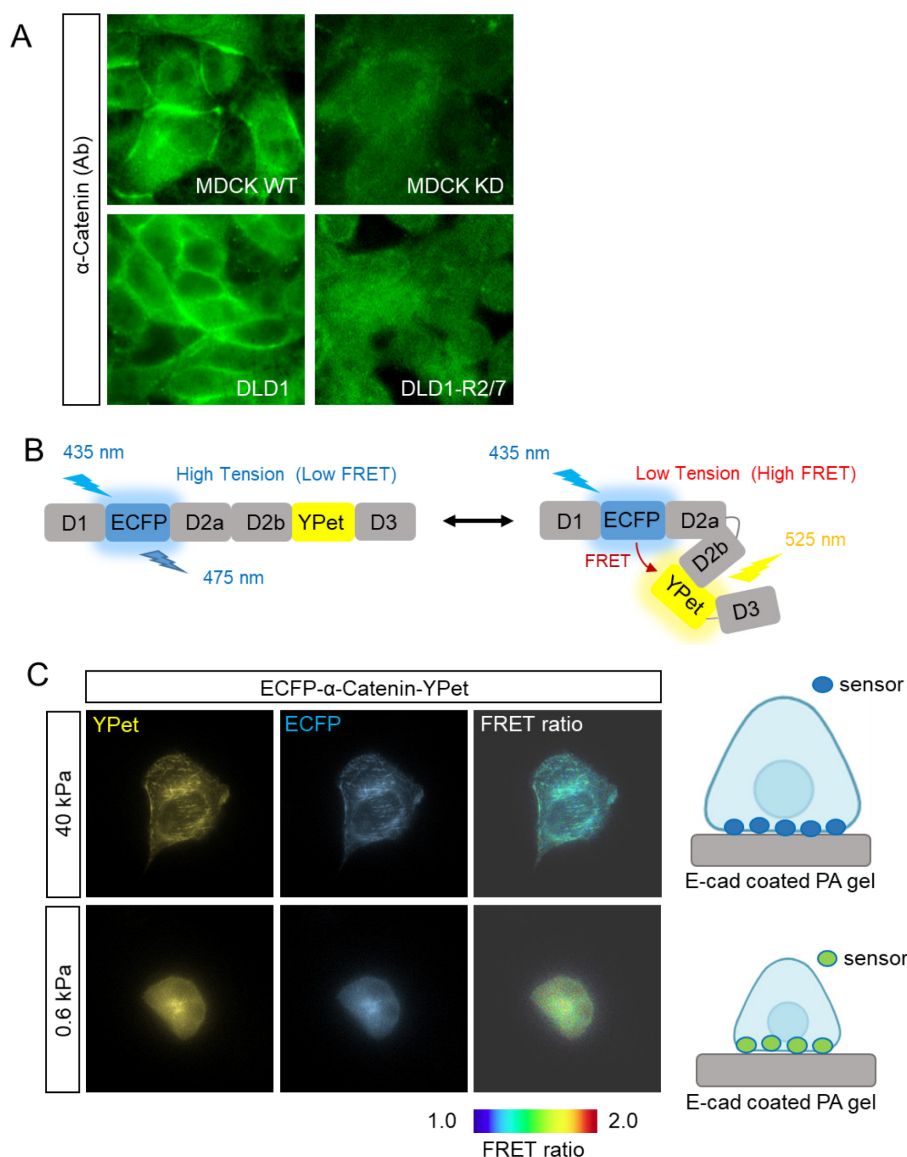 A
α-Catenin (Ab)
MDCK WT
MDCK KD
DLD1
DLD1-R2/7
B
435 nm
High Tension (Low FRET)
D1
ECFP
D2a
D2b
YPet
D3
475 nm
435 nm
Low Tension (High FRET)
D1
ECFP
D2a
D2b
FRET
YPet
D3
525 nm
C
ECFP-α-Catenin-YPet
YPet
ECFP
FRET ratio
40 kPa
sensor
E-cad coated PA gel
0.6 kPa
sensor
E-cad coated PA gel
1.0
2.0
FRET ratio